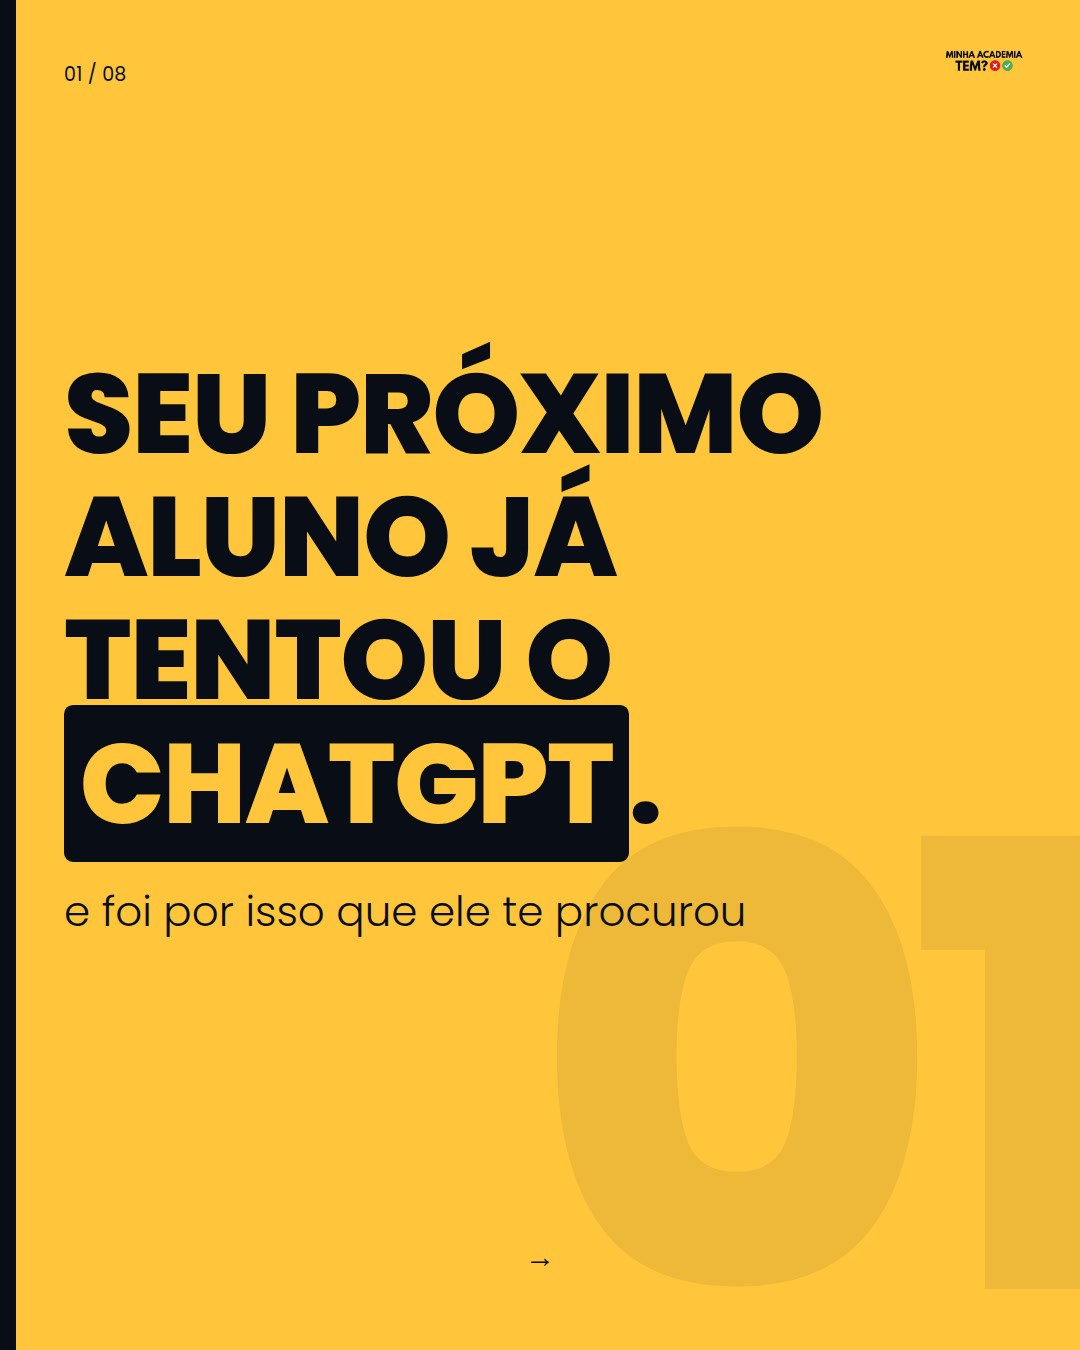 01 / 08
MINHA ACADEMIA
TEM?
SEU PRÓXIMO
ALUNO JÁ
TENTOU O
CHATGPT.
e foi por isso que ele te procurou
01
→